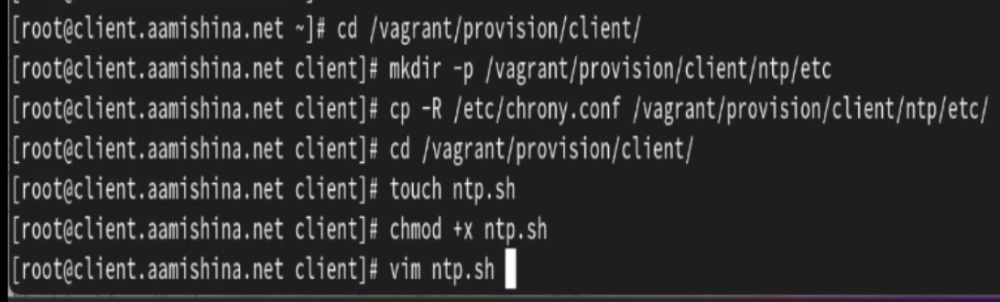 [root@client.aamishina.net ~]# cd /vagrant/provision/client/
[root@client.aamishina.net client]# mkdir -p /vagrant/provision/client/ntp/etc
[root@client.aamishina.net client]# cp -R /etc/chrony.conf /vagrant/provision/client/ntp/etc/
[root@client.aamishina.net client]# cd /vagrant/provision/client/
[root@client.aamishina.net client]# touch ntp.sh
[root@client.aamishina.net client]# chmod +x ntp.sh
[root@client.aamishina.net client]# vim ntp.sh